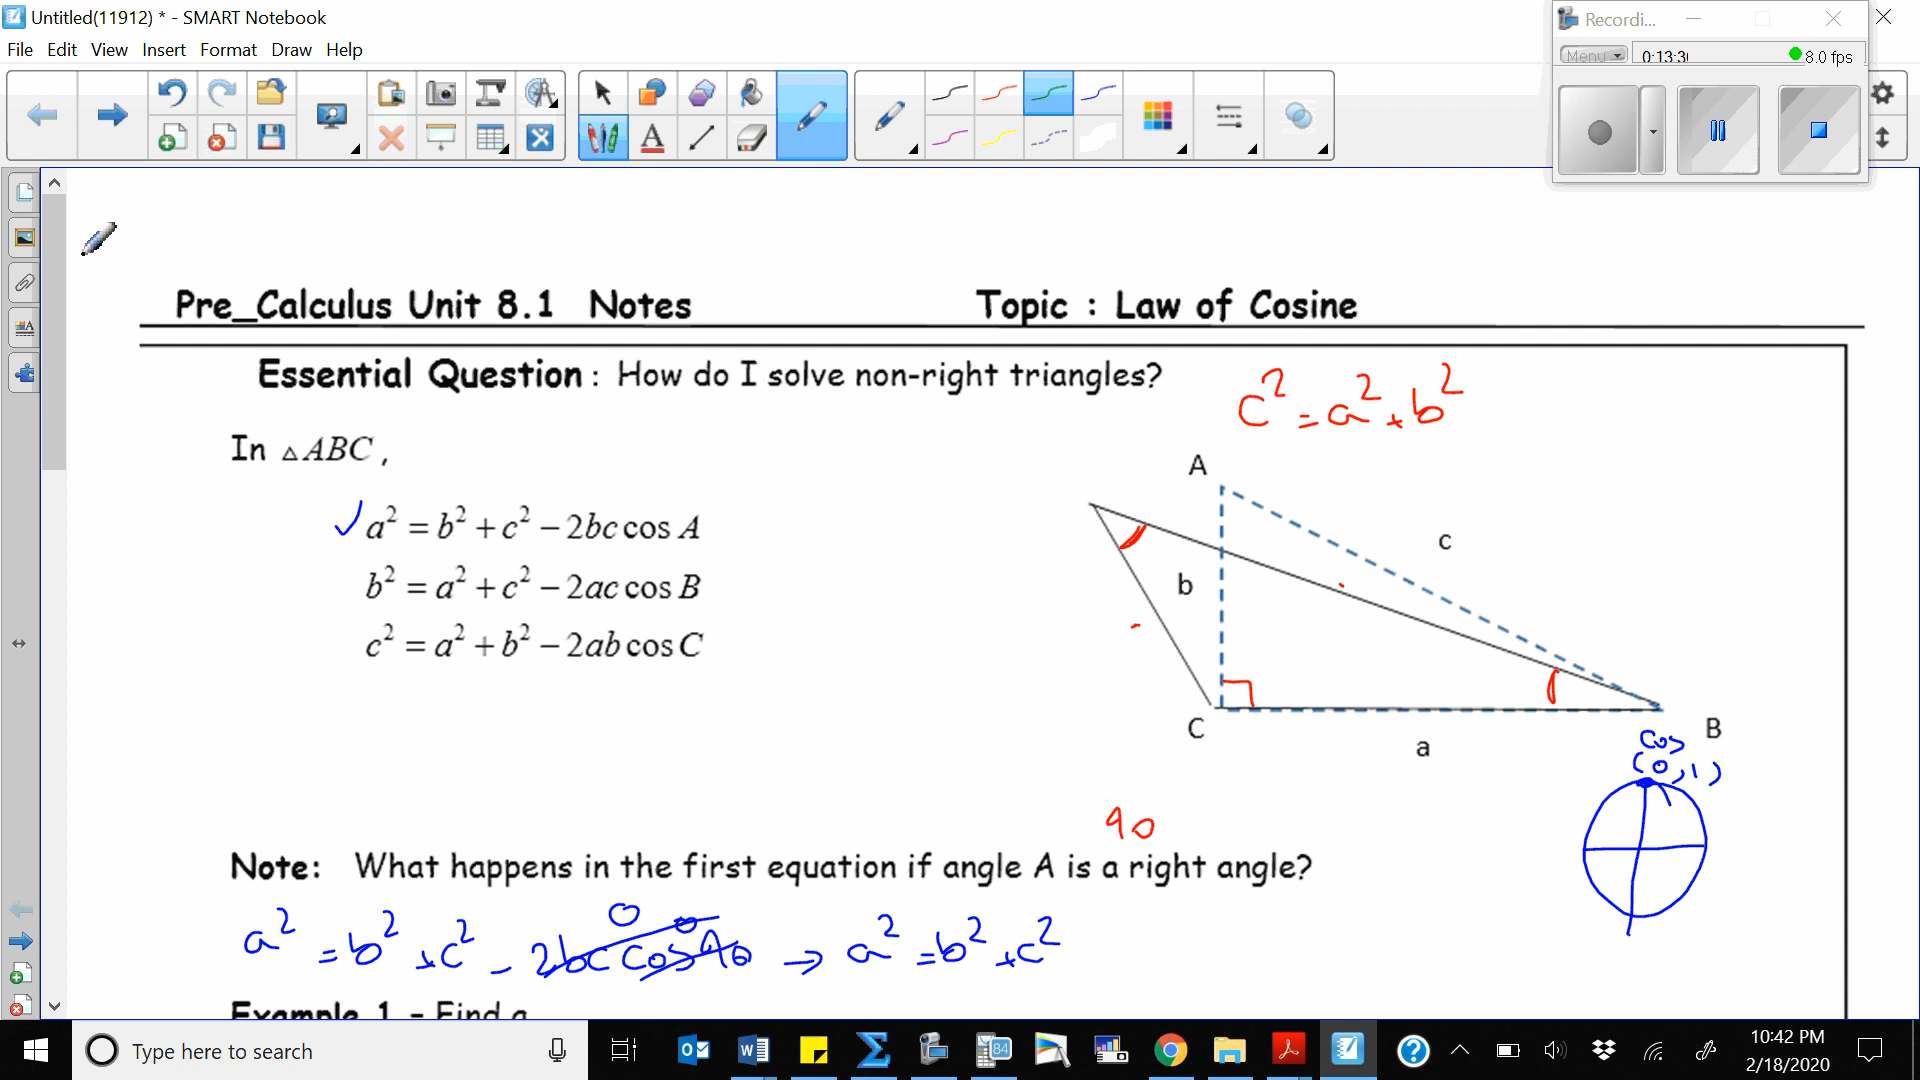 Untitled(11912) * - SMART Notebook
Recordi...
File Edit View Insert Format Draw Help
Menu
0:13:3
8.0 fps
Pre_Calculus Unit 8.1 Notes
Topic : Law of Cosine
Essential Question : How do I solve non-right triangles?
c² = a² + b²
In △ABC ,
A
a² = b² + c² − 2bc cos A
c
b² = a² + c² − 2ac cos B
b
c² = a² + b² − 2ab cos C
C
B
a
cos
(0,1)
90
Note: What happens in the first equation if angle A is a right angle?
0
a² = b² + c² - 2bc cos 90 → a² = b² + c²
Example 1 - Find a
Type here to search
84
10:42 PM
2/18/2020